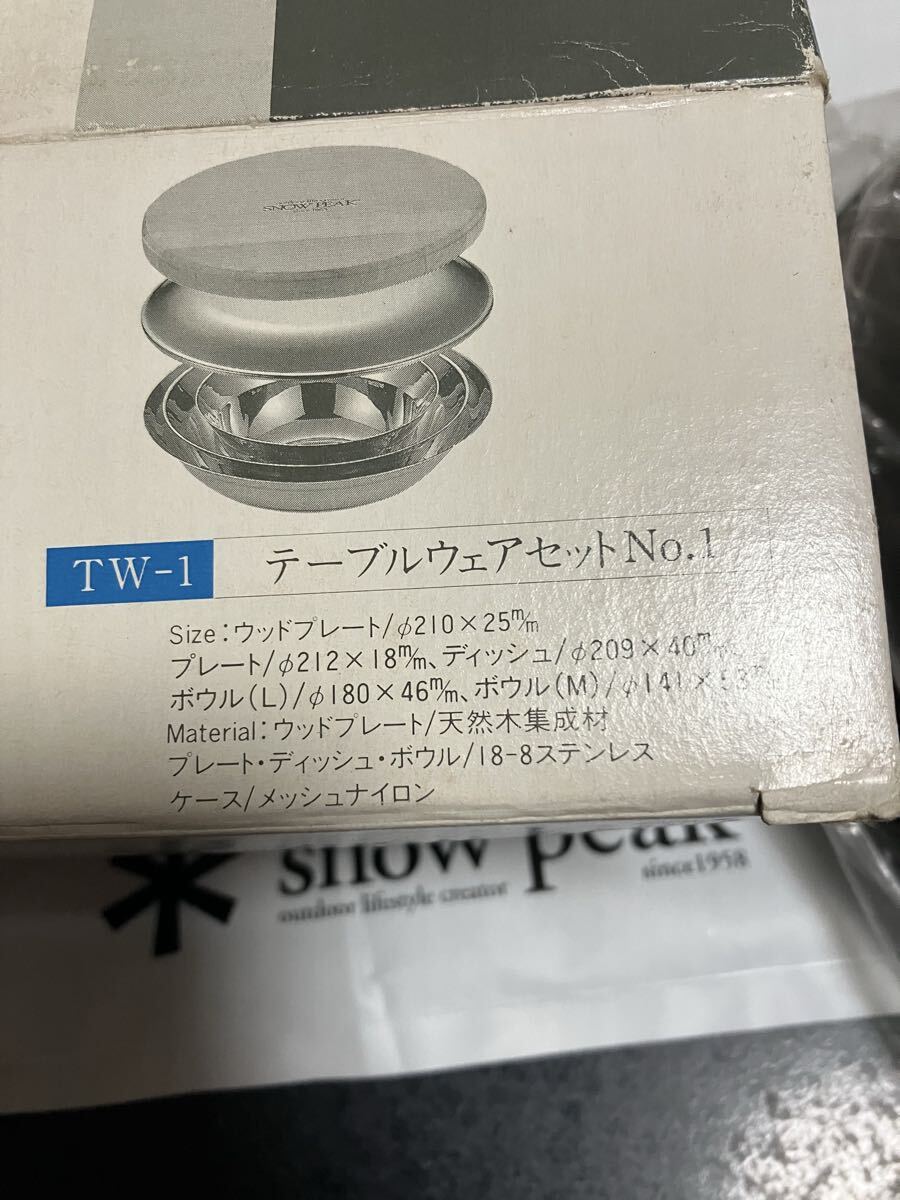 SNOW PEAK
TW-1 テーブルウェアセットNo.1
Size:ウッドプレート/φ210×25m/m
プレート/φ212×18m/m、ディッシュ/φ209×40m/m、
ボウル(L)/φ180×46m/m、ボウル(M)/φ141×53m/m
Material:ウッドプレート/天然木集成材
プレート・ディッシュ・ボウル/18-8ステンレス
ケース/メッシュナイロン
snow peak
outdoor lifestyle creator since1958